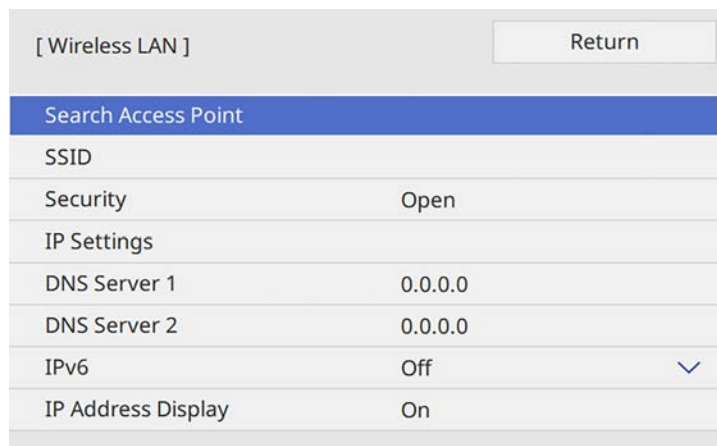 [ Wireless LAN ]
Return
Search Access Point
SSID
Security Open
IP Settings
DNS Server 1 0.0.0.0
DNS Server 2 0.0.0.0
IPv6 Off
IP Address Display On